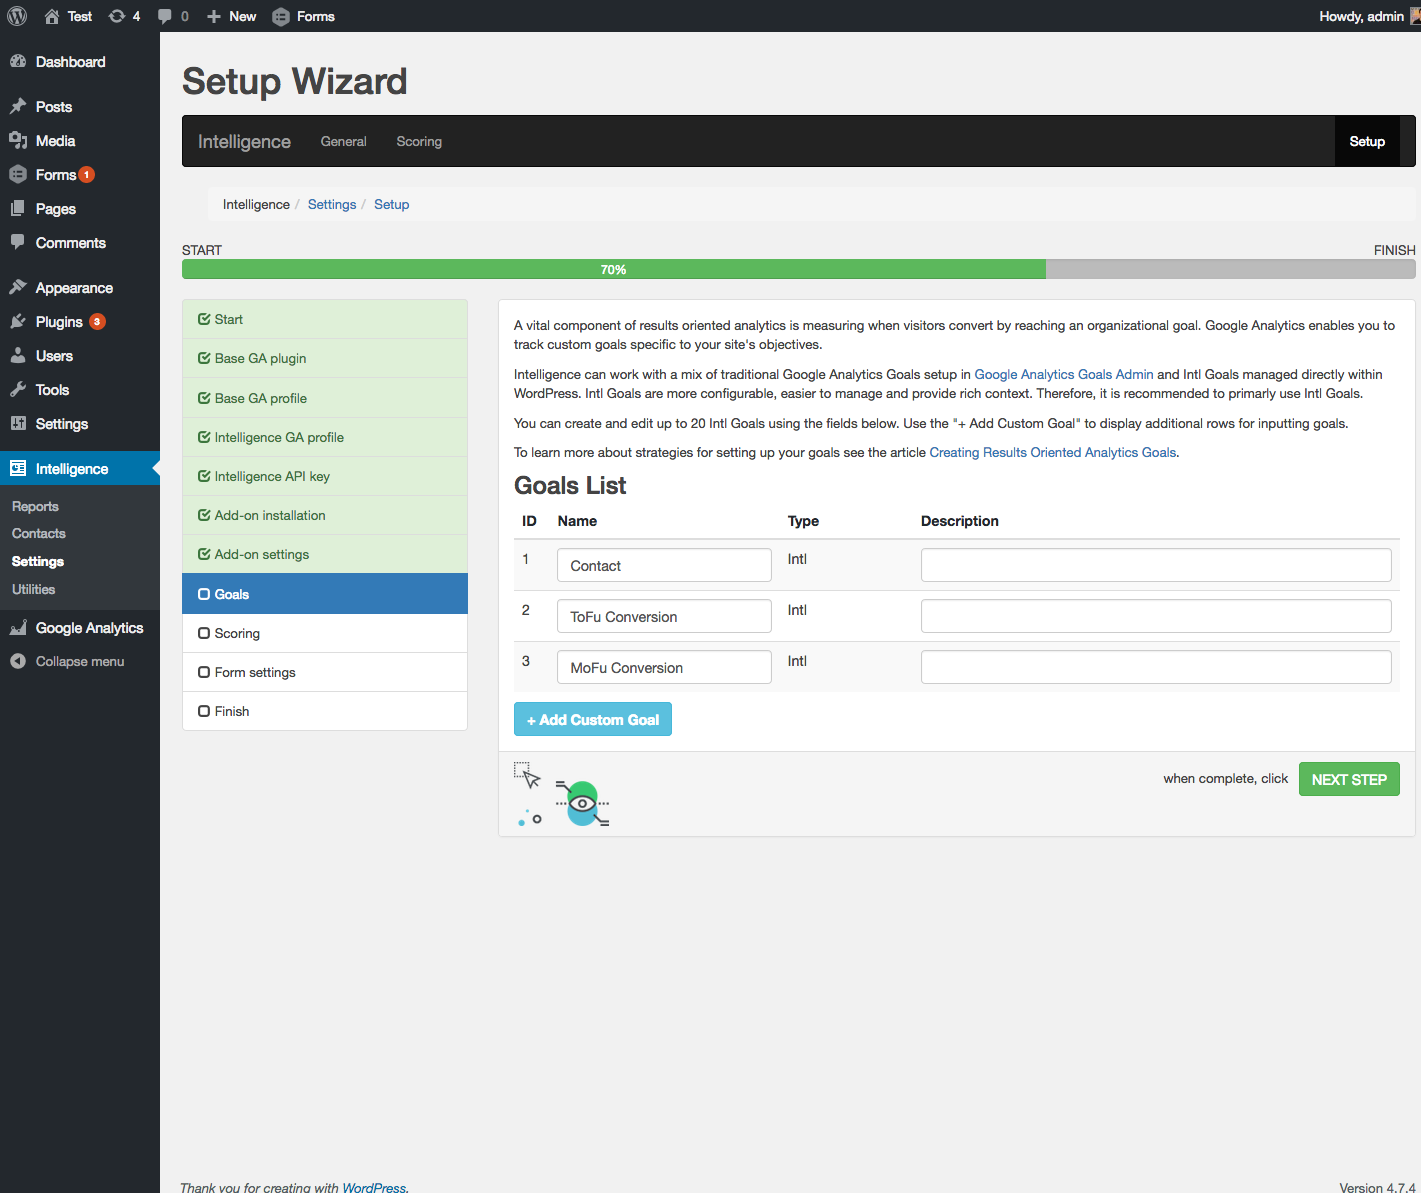 Test 4 0 New Forms Howdy, admin
Dashboard
Posts
Media
Forms 1
Pages
Comments
Appearance
Plugins 3
Users
Tools
Settings
Intelligence
Reports
Contacts
Settings
Utilities
Google Analytics
Collapse menu
Setup Wizard
Intelligence General Scoring Setup
Intelligence / Settings / Setup
START FINISH
70%
Start
Base GA plugin
Base GA profile
Intelligence GA profile
Intelligence API key
Add-on installation
Add-on settings
Goals
Scoring
Form settings
Finish
A vital component of results oriented analytics is measuring when visitors convert by reaching an organizational goal. Google Analytics enables you to
track custom goals specific to your site's objectives.
Intelligence can work with a mix of traditional Google Analytics Goals setup in Google Analytics Goals Admin and Intl Goals managed directly within
WordPress. Intl Goals are more configurable, easier to manage and provide rich context. Therefore, it is recommended to primarly use Intl Goals.
You can create and edit up to 20 Intl Goals using the fields below. Use the "+ Add Custom Goal" to display additional rows for inputting goals.
To learn more about strategies for setting up your goals see the article Creating Results Oriented Analytics Goals.
Goals List
ID Name Type Description
1 Contact Intl
2 ToFu Conversion Intl
3 MoFu Conversion Intl
+ Add Custom Goal
when complete, click NEXT STEP
Thank you for creating with WordPress. Version 4.7.4